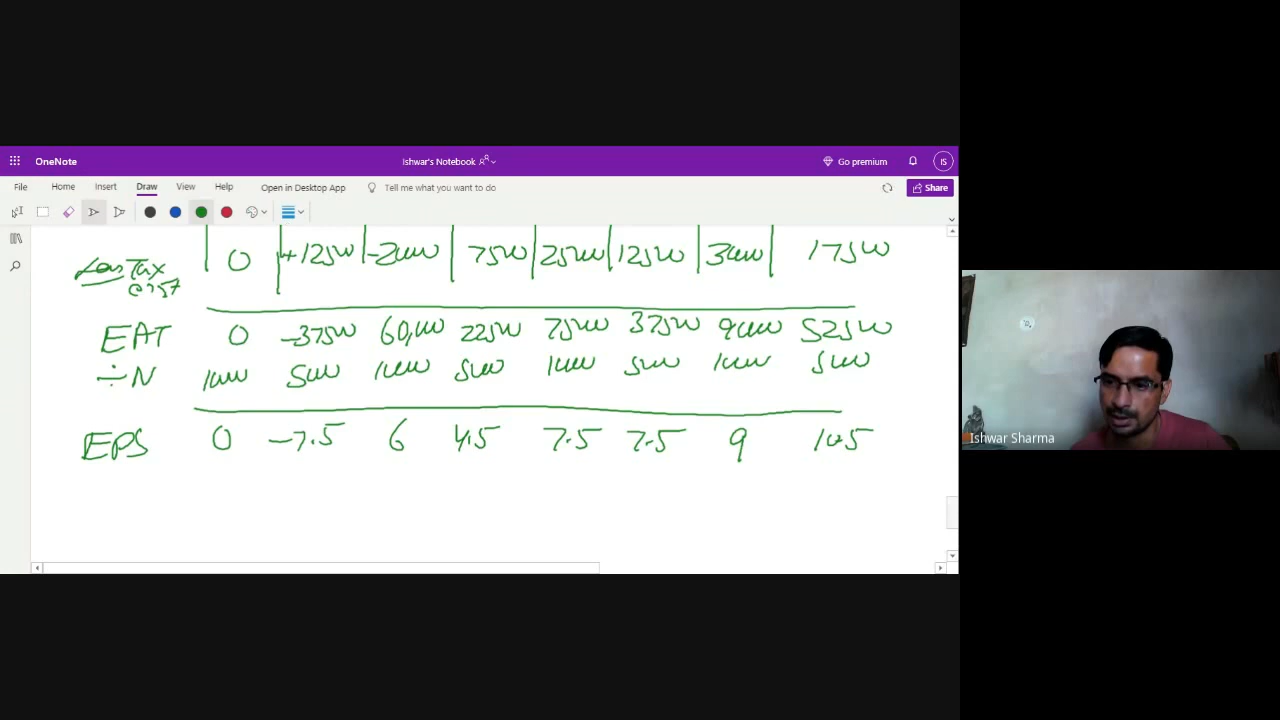 OneNote
Ishwar's Notebook
Go premium
IS
File Home Insert Draw View Help Open in Desktop App Tell me what you want to do
Share
Less Tax 0 +12500 -20000 7500 25000 12500 30000 17500
@25%
EAT 0 -37500 60,000 22500 75000 37500 90000 52500
÷N 10000 5000 10000 5000 10000 5000 10000 5000
EPS 0 -7.5 6 4.5 7.5 7.5 9 10.5
Ishwar Sharma